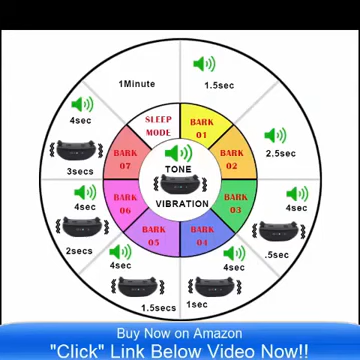 1Minute
1.5sec
4sec
SLEEP
MODE
BARK
01
2.5sec
BARK
07
TONE
BARK
02
3secs
4sec
BARK
06
VIBRATION
BARK
03
4sec
2secs
BARK
05
BARK
04
.5sec
4sec
4sec
1.5secs
1sec
Buy Now on Amazon
"Click" Link Below Video Now!!